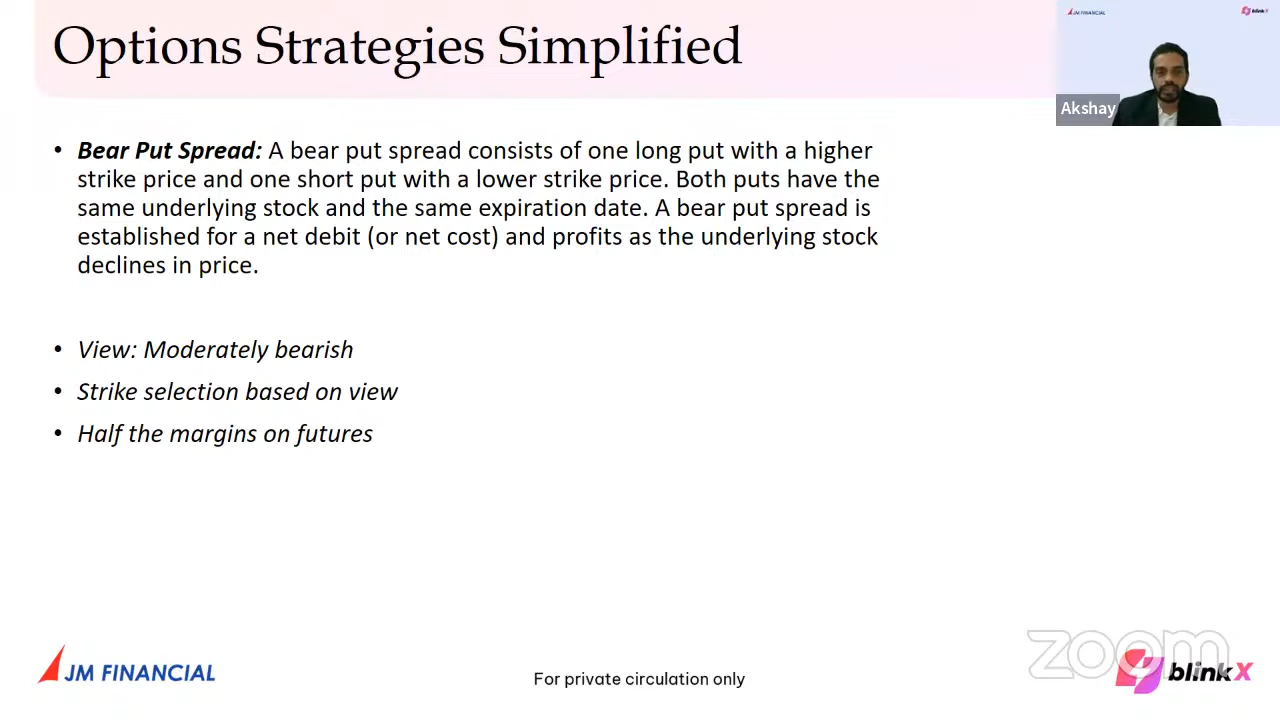 Options Strategies Simplified
JM FINANCIAL
blinkX
Akshay
• Bear Put Spread: A bear put spread consists of one long put with a higher
strike price and one short put with a lower strike price. Both puts have the
same underlying stock and the same expiration date. A bear put spread is
established for a net debit (or net cost) and profits as the underlying stock
declines in price.
• View: Moderately bearish
• Strike selection based on view
• Half the margins on futures
JM FINANCIAL
For private circulation only
zoom
blinkX